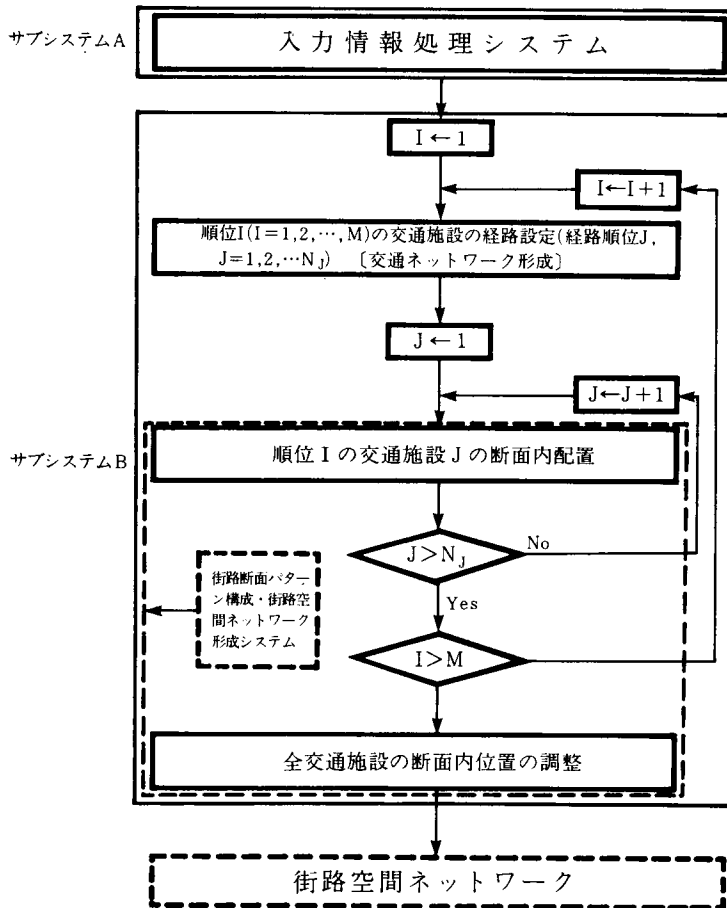 サブシステムA
入力情報処理システム
I←1
I←I+1
順位I(I=1,2,…,M)の交通施設の経路設定(経路順位J,
J=1,2,…NJ) 〔交通ネットワーク形成〕
J←1
J←J+1
サブシステムB
順位Iの交通施設Jの断面内配置
J>NJ
No
Yes
街路断面パター
ン構成・街路空
間ネットワーク
形成システム
I>M
全交通施設の断面内位置の調整
街路空間ネットワーク